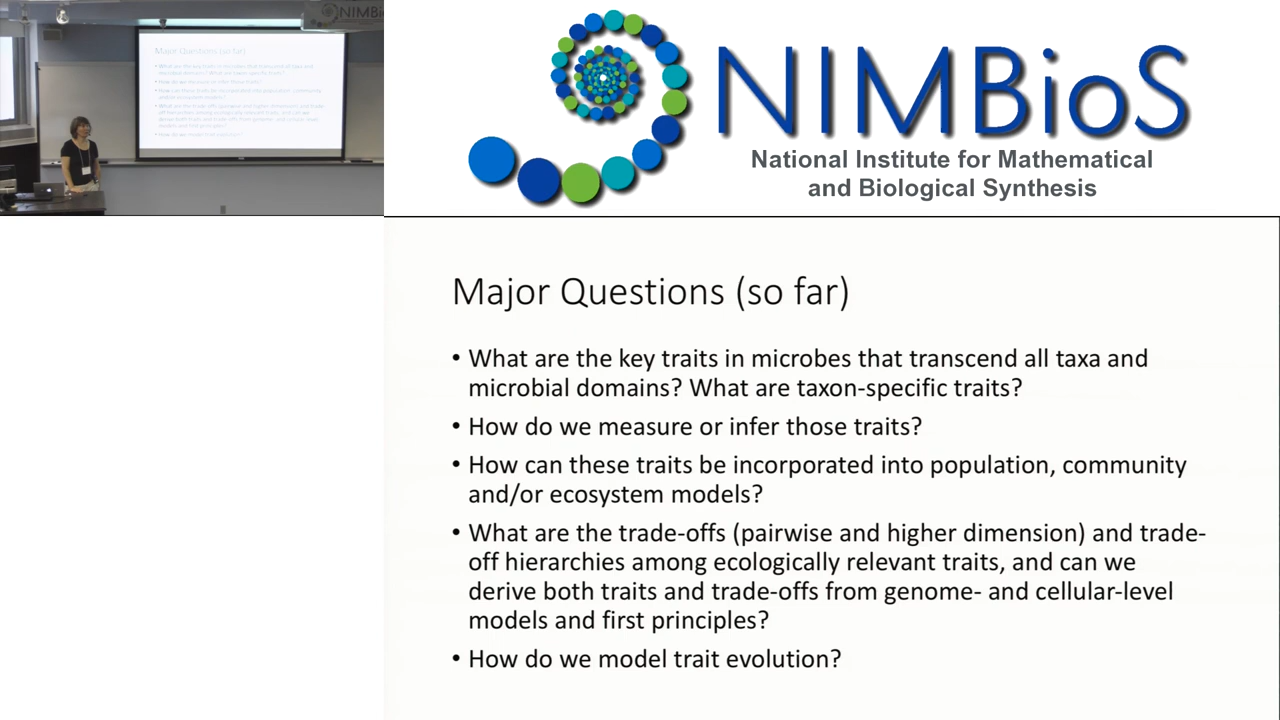 NIMBioS
National Institute for Mathematical
and Biological Synthesis
Major Questions (so far)
• What are the key traits in microbes that transcend all taxa and
microbial domains? What are taxon-specific traits?
• How do we measure or infer those traits?
• How can these traits be incorporated into population, community
and/or ecosystem models?
• What are the trade-offs (pairwise and higher dimension) and trade-
off hierarchies among ecologically relevant traits, and can we
derive both traits and trade-offs from genome- and cellular-level
models and first principles?
• How do we model trait evolution?
Major Questions (so far)